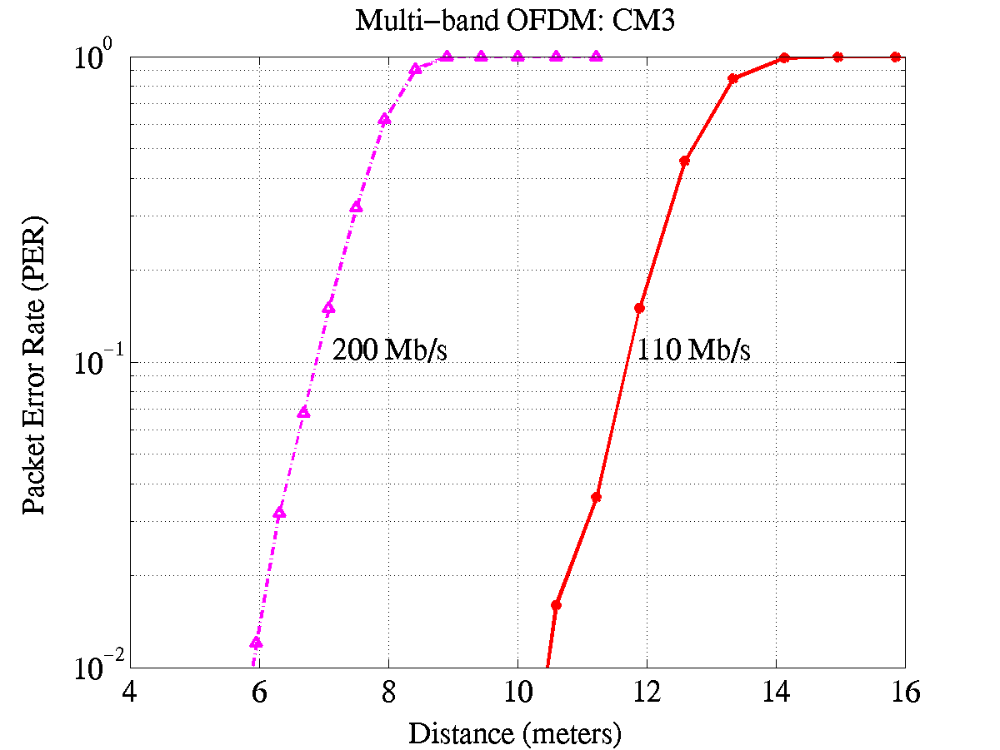 Multi−band OFDM: CM3
10^0
10^−1
10^−2
Packet Error Rate (PER)
200 Mb/s
110 Mb/s
4 6 8 10 12 14 16
Distance (meters)